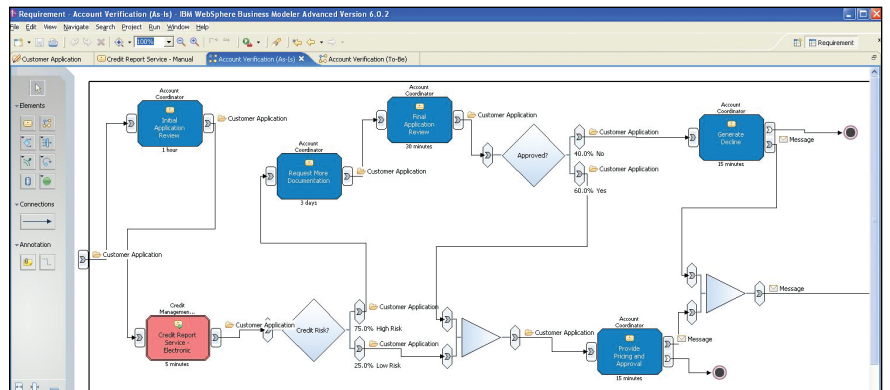 Requirement - Account Verification (As-Is) - IBM WebSphere Business Modeler Advanced Version 6.0.2
File Edit View Navigate Search Project Run Window Help
100%
Requirement
Customer Application
Credit Report Service - Manual
Account Verification (As-Is)
Account Verification (To-Be)
Elements
Connections
Annotation
Account
Coordinator
Initial
Application
Review
1 hour
Customer Application
Account
Coordinator
Request More
Documentation
3 days
Customer Application
Account
Coordinator
Final
Application
Review
30 minutes
Customer Application
Approved?
Customer Application
40.0% No
Customer Application
60.0% Yes
Account
Coordinator
Generate
Decline
15 minutes
Message
Customer Application
Credit
Managemen...
Credit Report
Service -
Electronic
5 minutes
Customer Application
Credit Risk?
Customer Application
75.0% High Risk
Customer Application
25.0% Low Risk
Customer Application
Account
Coordinator
Provide
Pricing and
Approval
15 minutes
Message
Message